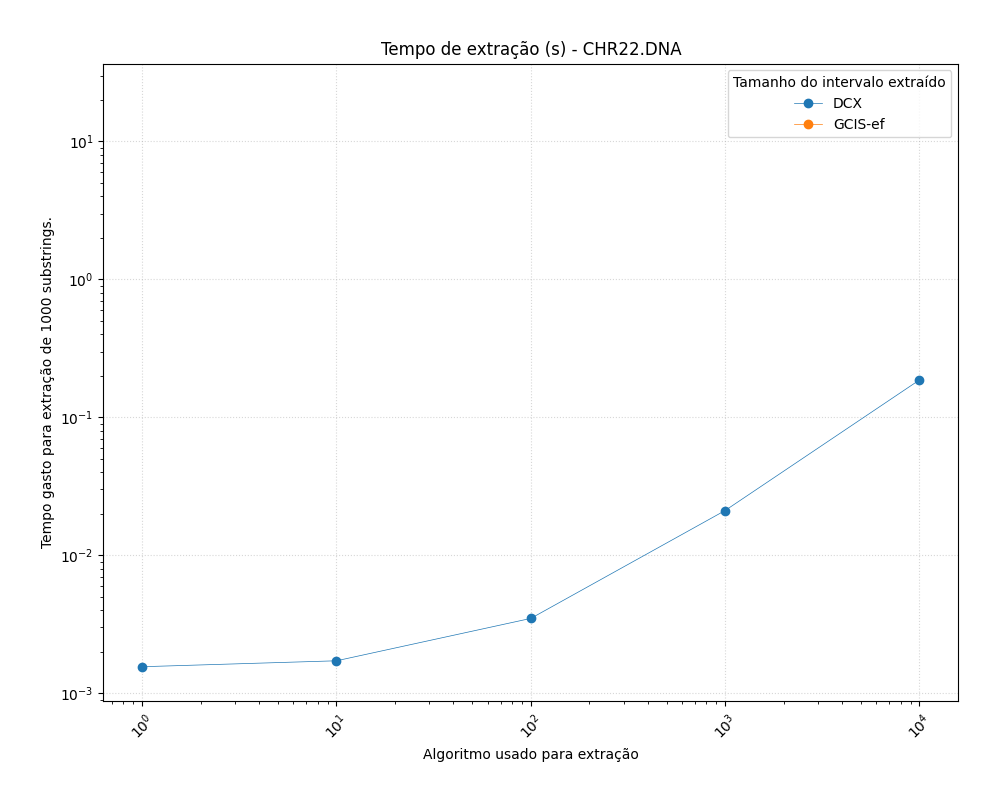 Tempo de extração (s) - CHR22.DNA
Tamanho do intervalo extraído
DCX
GCIS-ef
Tempo gasto para extração de 1000 substrings.
10¹
10⁰
10⁻¹
10⁻²
10⁻³
10⁰ 10¹ 10² 10³ 10⁴
Algoritmo usado para extração